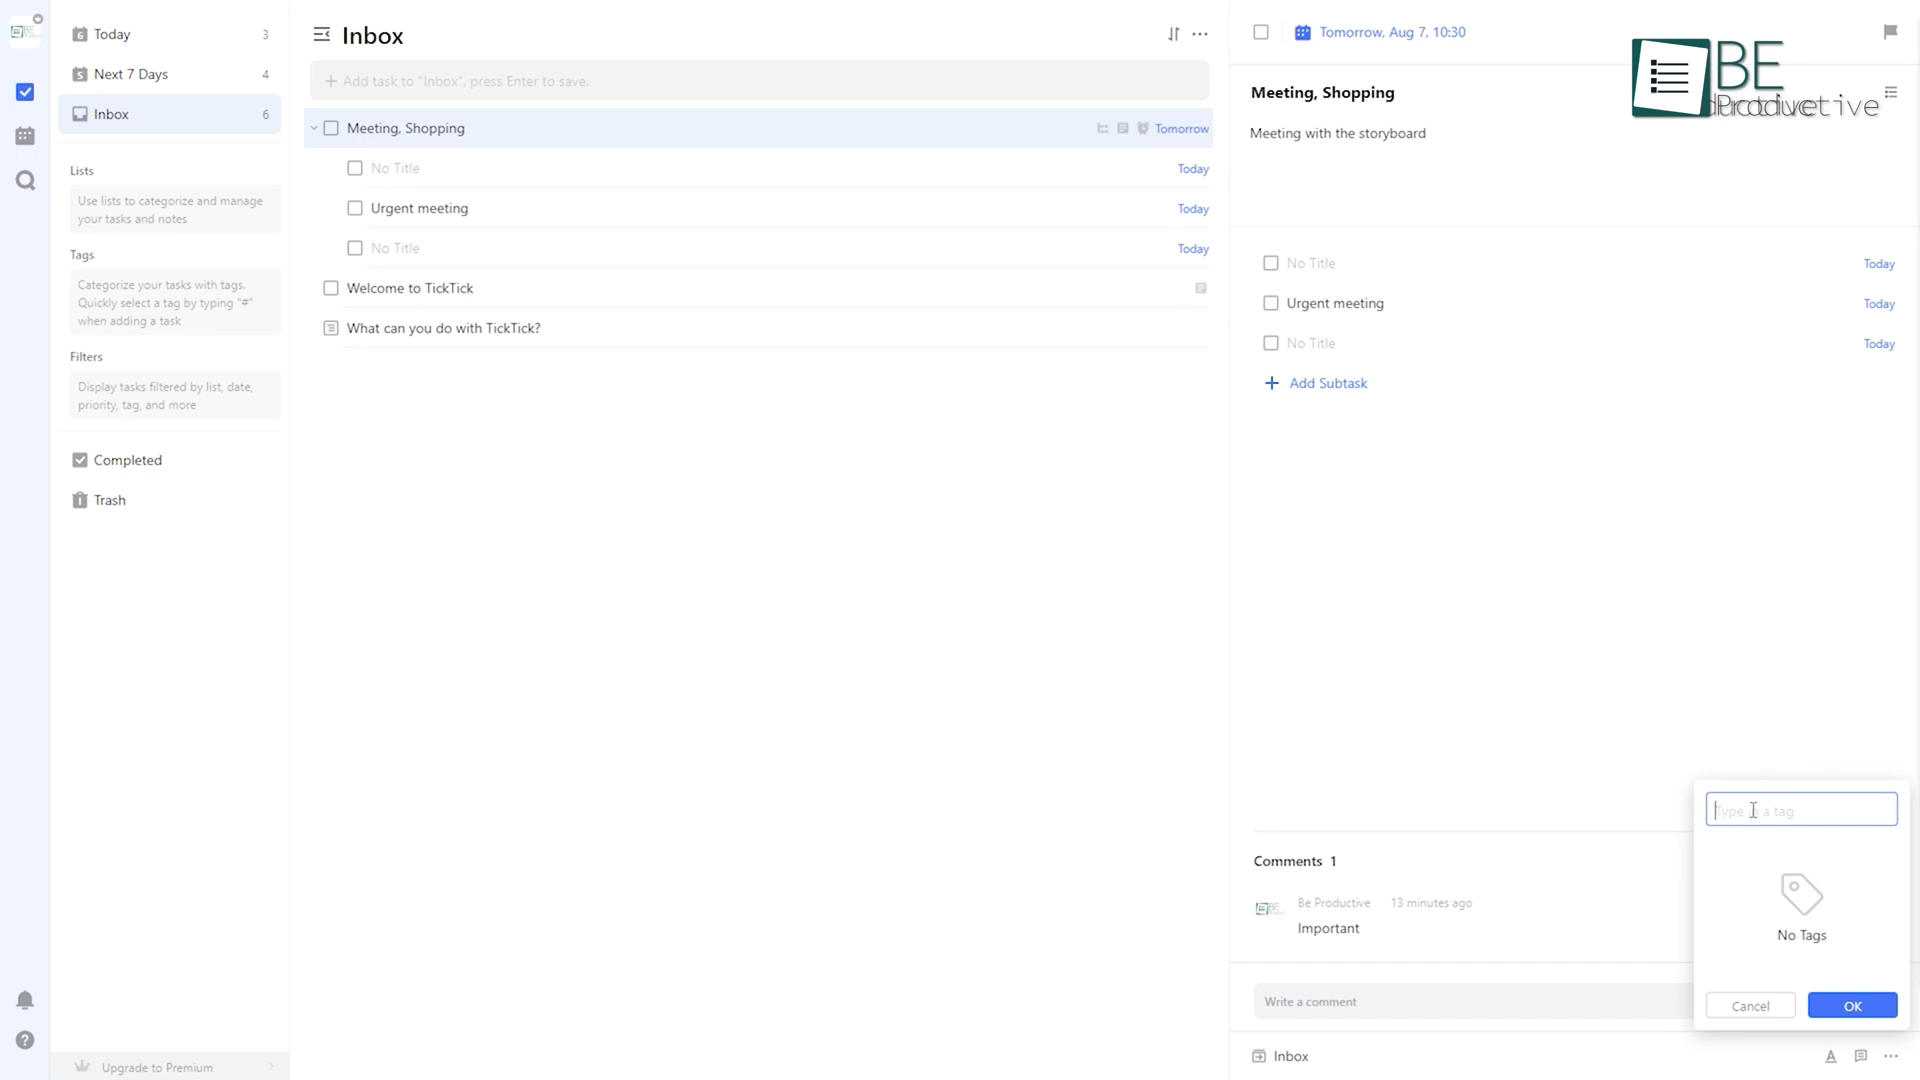 Today 3
Next 7 Days 4
Inbox 6
Lists
Use lists to categorize and manage
your tasks and notes
Tags
Categorize your tasks with tags.
Quickly select a tag by typing "#"
when adding a task
Filters
Display tasks filtered by list, date,
priority, tag, and more
Completed
Trash
Upgrade to Premium
Inbox
Add task to "Inbox", press Enter to save.
Meeting, Shopping Tomorrow
No Title Today
Urgent meeting Today
No Title Today
Welcome to TickTick
What can you do with TickTick?
Tomorrow, Aug 7, 10:30
BE
Productive
Meeting, Shopping
Meeting with the storyboard
No Title Today
Urgent meeting Today
No Title Today
Add Subtask
Type in a tag
No Tags
Cancel OK
Comments 1
Be Productive 13 minutes ago
Important
Write a comment
Inbox